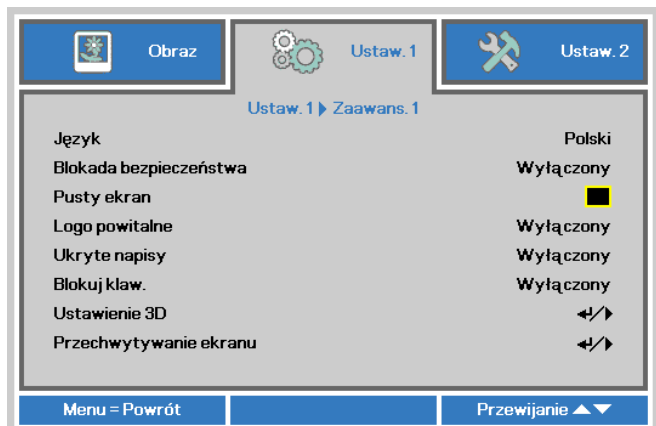 Obraz
Ustaw. 1
Ustaw. 2
Ustaw. 1 Zaawans. 1
Język Polski
Blokada bezpieczeństwa Wyłączony
Pusty ekran
Logo powitalne Wyłączony
Ukryte napisy Wyłączony
Blokuj klaw. Wyłączony
Ustawienie 3D
Przechwytywanie ekranu
Menu = Powrót
Przewijanie